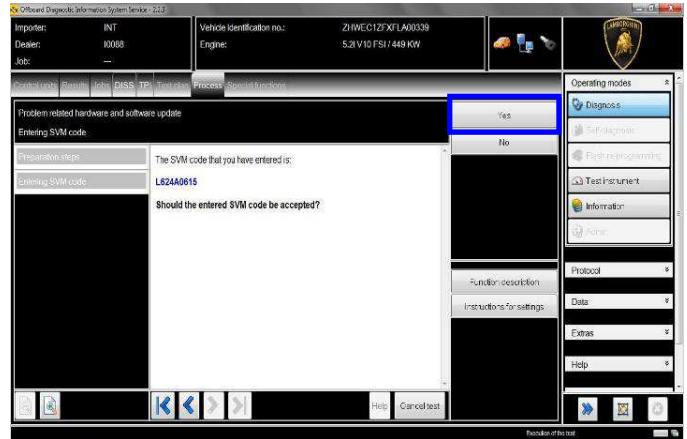 Offboard Diagnostic Information System Service - 2.2.3
Importer: INT
Dealer: 10088
Job: ---
Vehicle identification no.: ZHWEC1ZFXFLA00339
Engine: 5.2l V10 FSI / 449 KW
LAMBORGHINI
Control units Results Jobs DISS TPI Test plan Process Special functions
Problem related hardware and software update
Entering SVM code
Preparation steps
Entering SVM code
The SVM code that you have entered is:
L624A0615
Should the entered SVM code be accepted?
Yes
No
Function description
Instructions for settings
Help
Cancel test
Operating modes
Diagnosis
Self-diagnosis
Flash reprogramming
Test instrument
Information
Admin
Protocol
Data
Extras
Help
Execution of the test